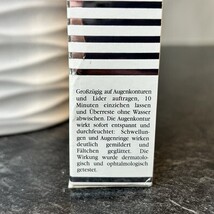 Großzügig auf Augenkonturen
und Lider auftragen, 10
Minuten einziehen lassen
und Überreste ohne Wasser
abwischen. Die Augenkontur
wirkt sofort entspannt und
durchfeuchtet: Schwellun-
gen und Augenringe wirken
deutlich gemildert und
Fältchen geglättet. Die
Wirkung wurde dermatolo-
gisch und ophtalmologisch
getestet.